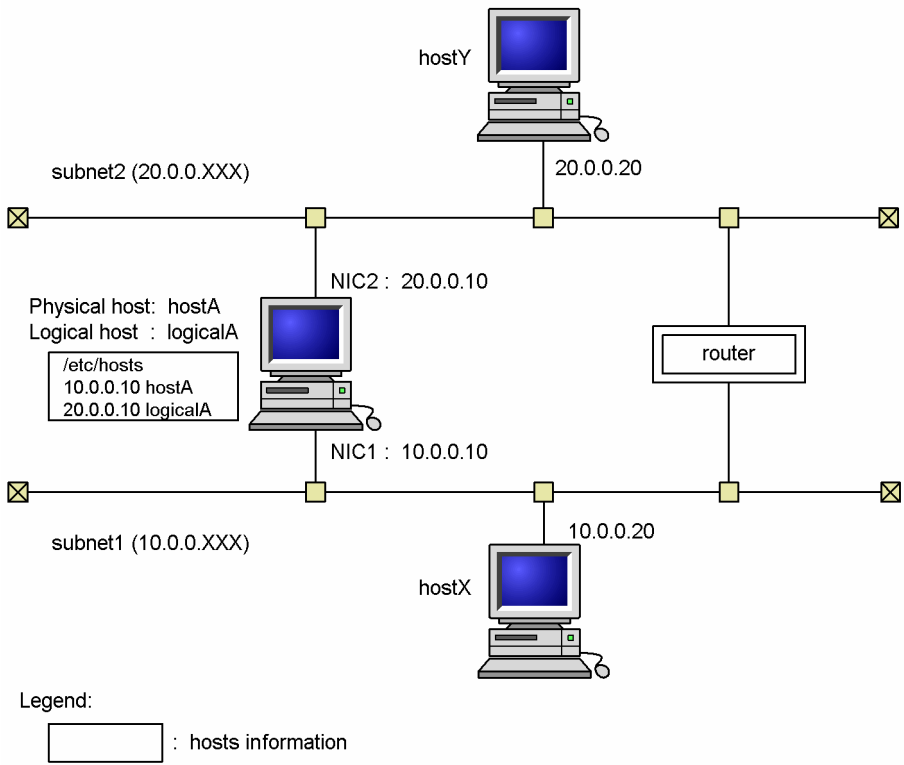 hostY
20.0.0.20
subnet2 (20.0.0.XXX)
NIC2 : 20.0.0.10
Physical host: hostA
Logical host : logicalA
/etc/hosts
10.0.0.10 hostA
20.0.0.10 logicalA
router
NIC1 : 10.0.0.10
10.0.0.20
subnet1 (10.0.0.XXX)
hostX
Legend:
: hosts information